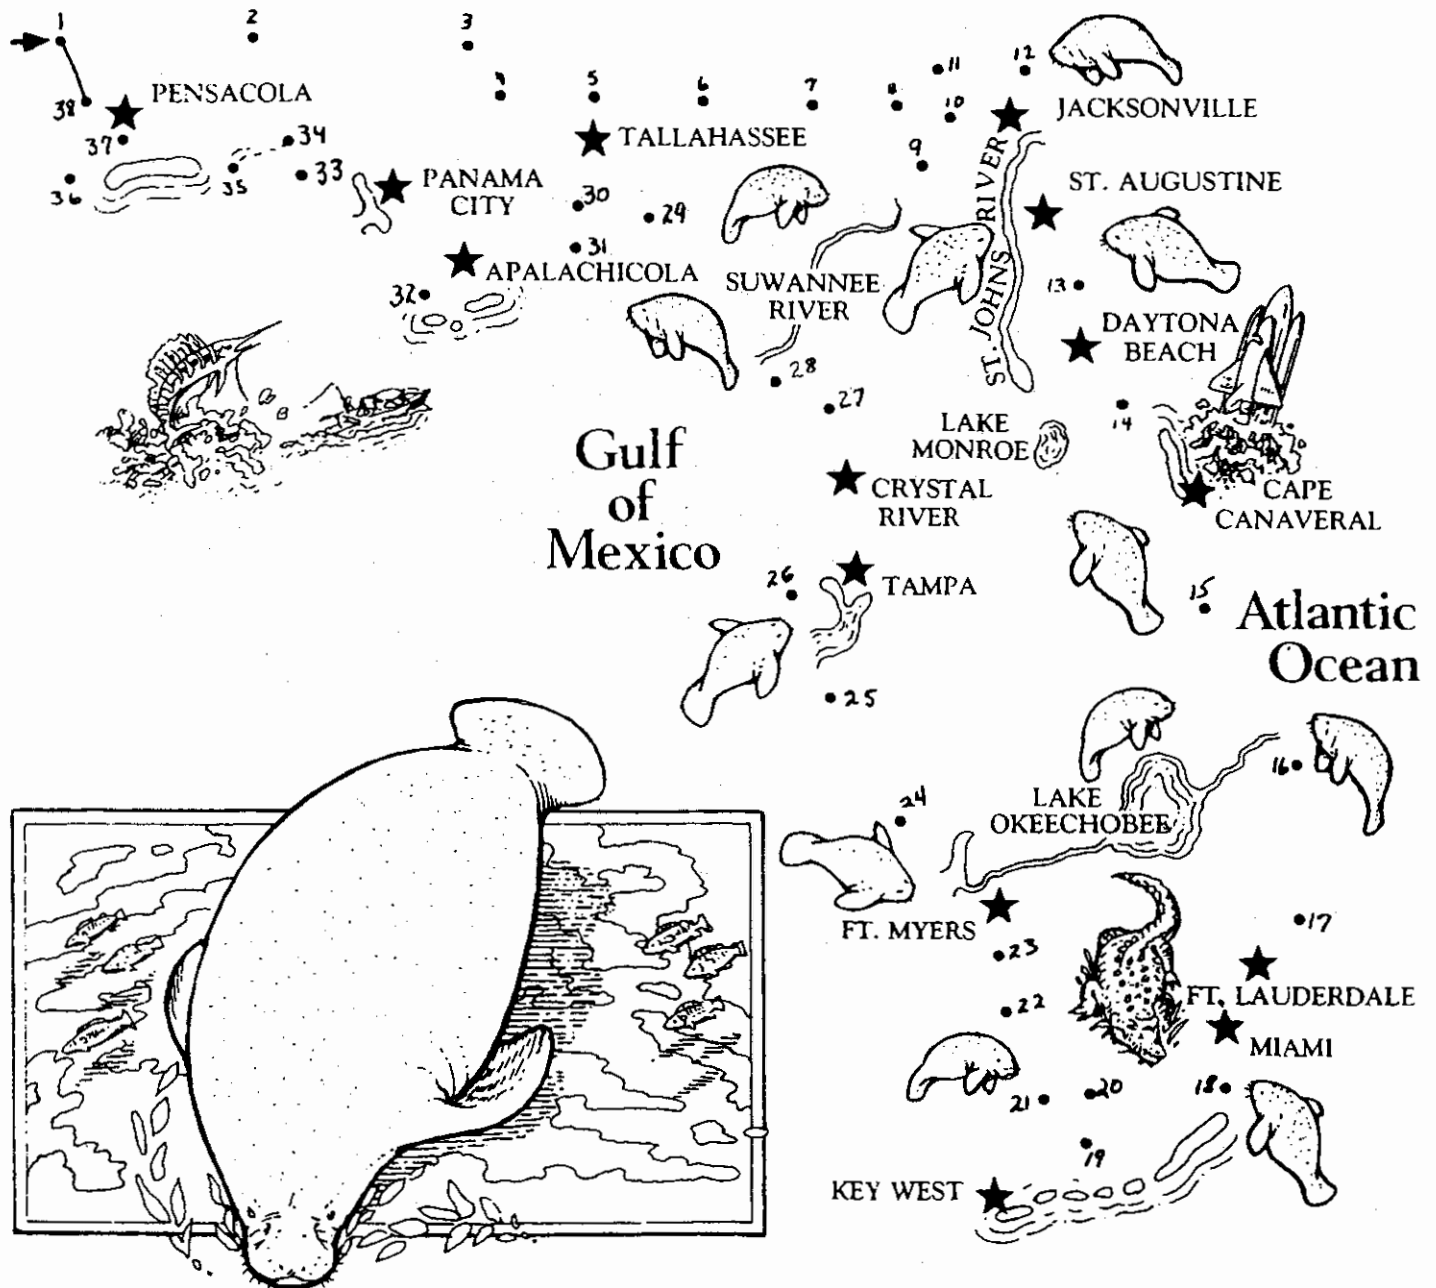 1
2
3
4
5
6
7
8
11
12
10
38
PENSACOLA
JACKSONVILLE
37
34
TALLAHASSEE
9
36
35
33
PANAMA
CITY
30
29
ST. AUGUSTINE
31
APALACHICOLA
32
SUWANNEE
RIVER
ST. JOHNS RIVER
13
DAYTONA
BEACH
28
27
14
LAKE
MONROE
Gulf
of
Mexico
CRYSTAL
RIVER
CAPE
CANAVERAL
26
TAMPA
15
Atlantic
Ocean
25
16
24
LAKE
OKEECHOBEE
FT. MYERS
17
23
FT. LAUDERDALE
22
MIAMI
21
20
18
19
KEY WEST